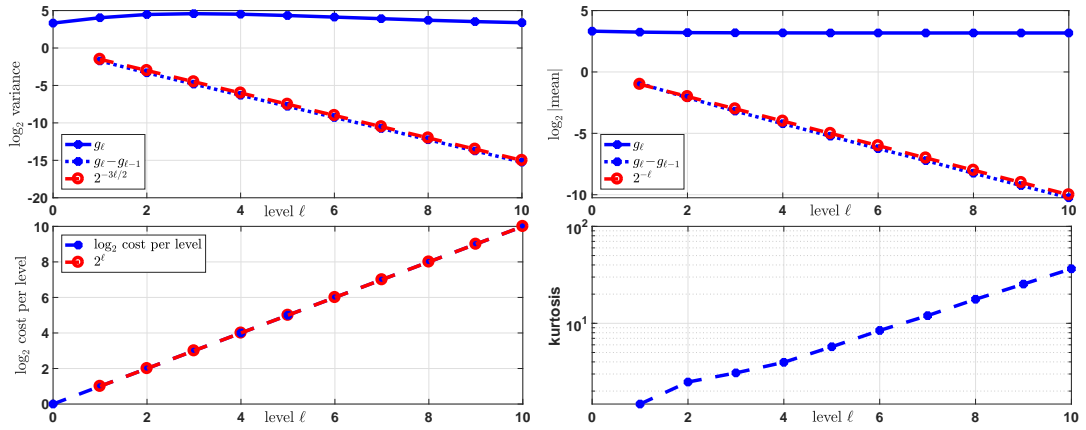 5
0
-5
-10
-15
-20
log₂ variance
g_ℓ
g_ℓ−g_ℓ−1
2^−3ℓ/2
0 2 4 6 8 10
level ℓ
5
0
-5
-10
log₂ |mean|
g_ℓ
g_ℓ−g_ℓ−1
2^−ℓ
0 2 4 6 8 10
level ℓ
10
8
6
4
2
0
log₂ cost per level
log₂ cost per level
2^ℓ
0 2 4 6 8 10
level ℓ
10²
10¹
kurtosis
0 2 4 6 8 10
level ℓ